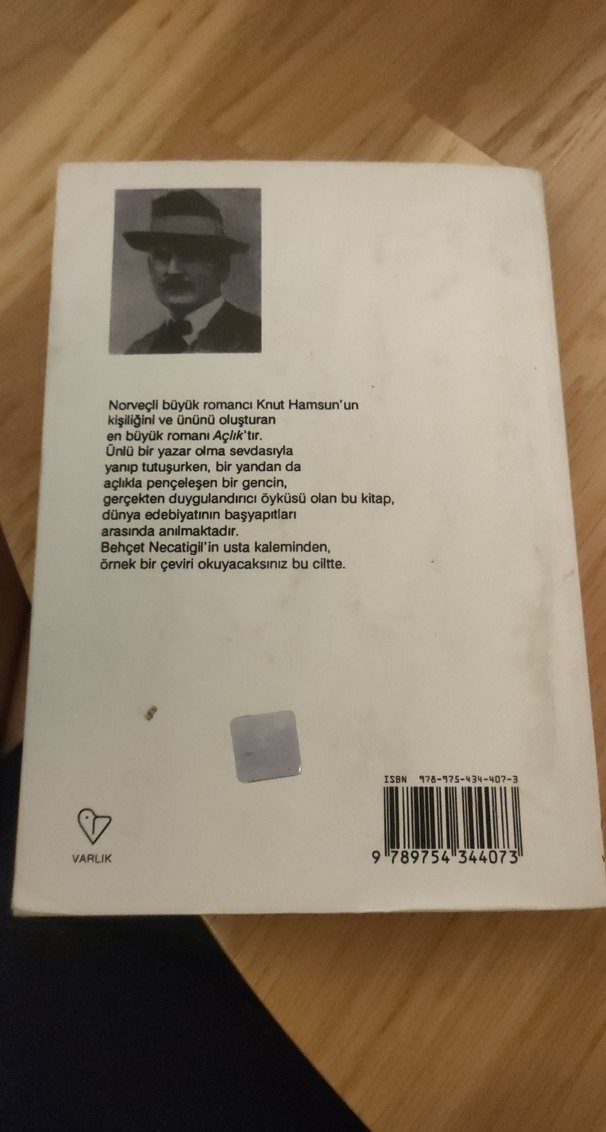 Norveçli büyük romancı Knut Hamsun'un
kişiliğini ve ününü oluşturan
en büyük romanı Açlık'tır.
Ünlü bir yazar olma sevdasıyla
yanıp tutuşurken, bir yandan da
açlıkla pençeleşen bir gencin,
gerçekten duygulandırıcı öyküsü olan bu kitap,
dünya edebiyatının başyapıtları
arasında anılmaktadır.
Behçet Necatigil'in usta kaleminden,
örnek bir çeviri okuyacaksınız bu ciltte.
ISBN 978-975-434-407-3
9 789754 344073
VARLIK